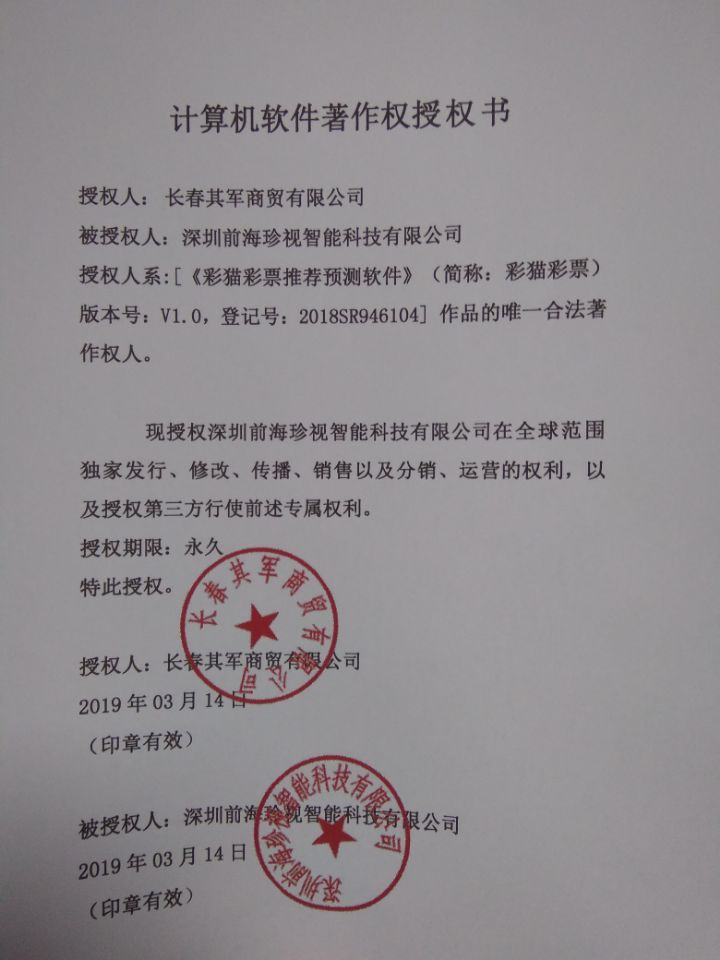 计算机软件著作权授权书
授权人：长春其军商贸有限公司
被授权人：深圳前海珍视智能科技有限公司
授权人系:[《彩猫彩票推荐预测软件》（简称：彩猫彩票）
版本号：V1.0，登记号：2018SR946104] 作品的唯一合法著
作权人。
现授权深圳前海珍视智能科技有限公司在全球范围
独家发行、修改、传播、销售以及分销、运营的权利，以
及授权第三方行使前述专属权利。
授权期限：永久
特此授权。
长春其军商贸有限公司
授权人：长春其军商贸有限公司
2019 年 03 月 14 日
（印章有效）
深圳前海珍视智能科技有限公司
被授权人：深圳前海珍视智能科技有限公司
2019 年 03 月 14 日
（印章有效）